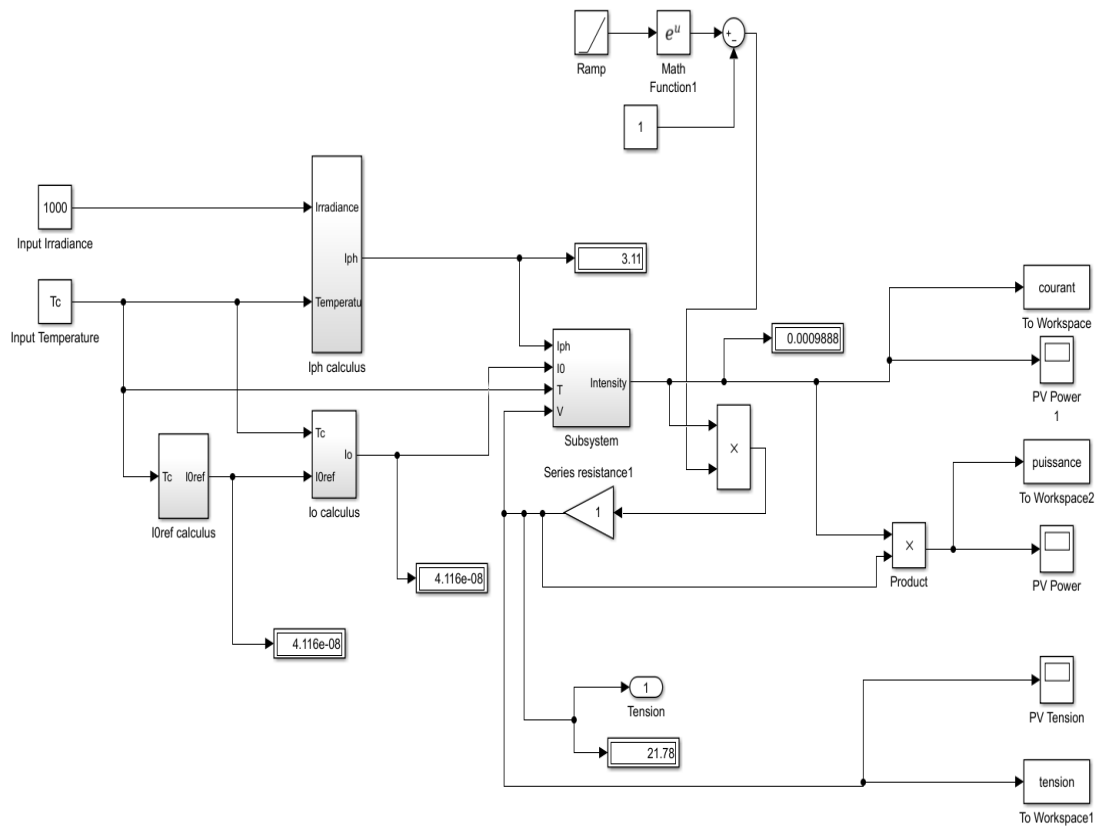 Ramp
e^u
Math
Function1
+
-
1
1000
Input Irradiance
Irradiance
Iph
Temperatu
Iph calculus
Tc
Input Temperature
3.11
courant
To Workspace
0.0009888
PV Power
1
Iph
I0
T
V
Intensity
Subsystem
X
Tc
I0ref
Io
Io calculus
Tc
I0ref
I0ref calculus
Series resistance1
1
puissance
To Workspace2
X
Product
PV Power
4.116e-08
4.116e-08
1
Tension
21.78
PV Tension
tension
To Workspace1